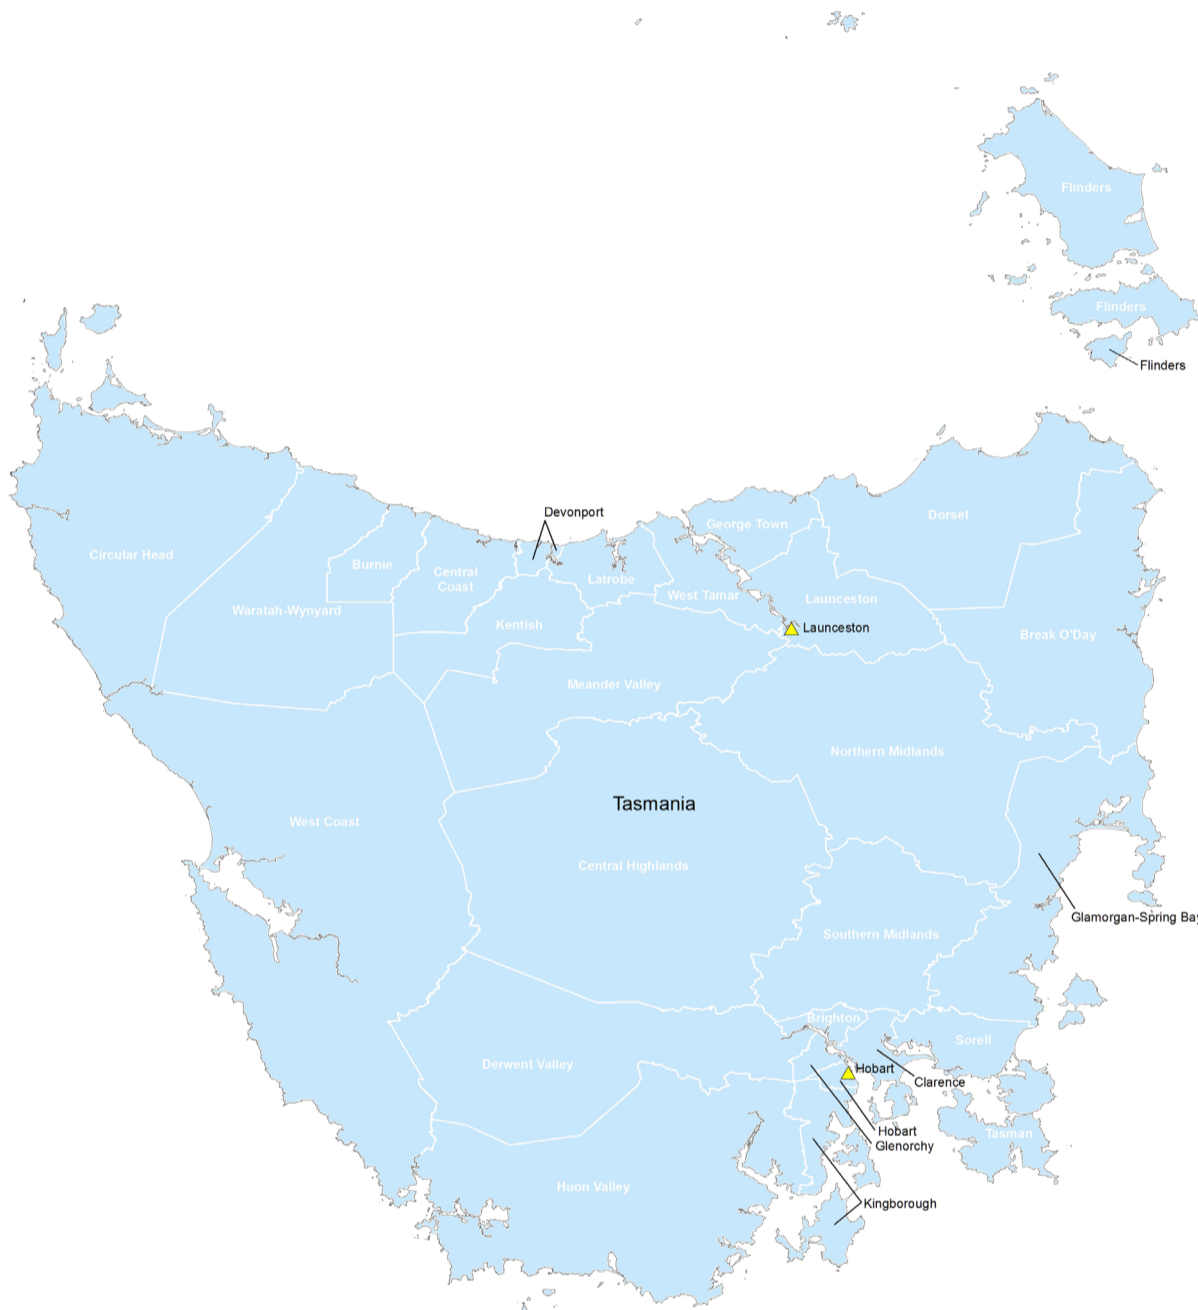 Flinders
Flinders
Flinders
Devonport
George Town
Dorset
Circular Head
Burnie
Central
Coast
Latrobe
West Tamar
Launceston
Waratah-Wynyard
Kentish
Launceston
Break O'Day
Meander Valley
Northern Midlands
Tasmania
West Coast
Central Highlands
Glamorgan-Spring Bay
Southern Midlands
Brighton
Sorell
Derwent Valley
Hobart
Clarence
Hobart
Glenorchy
Tasman
Huon Valley
Kingborough